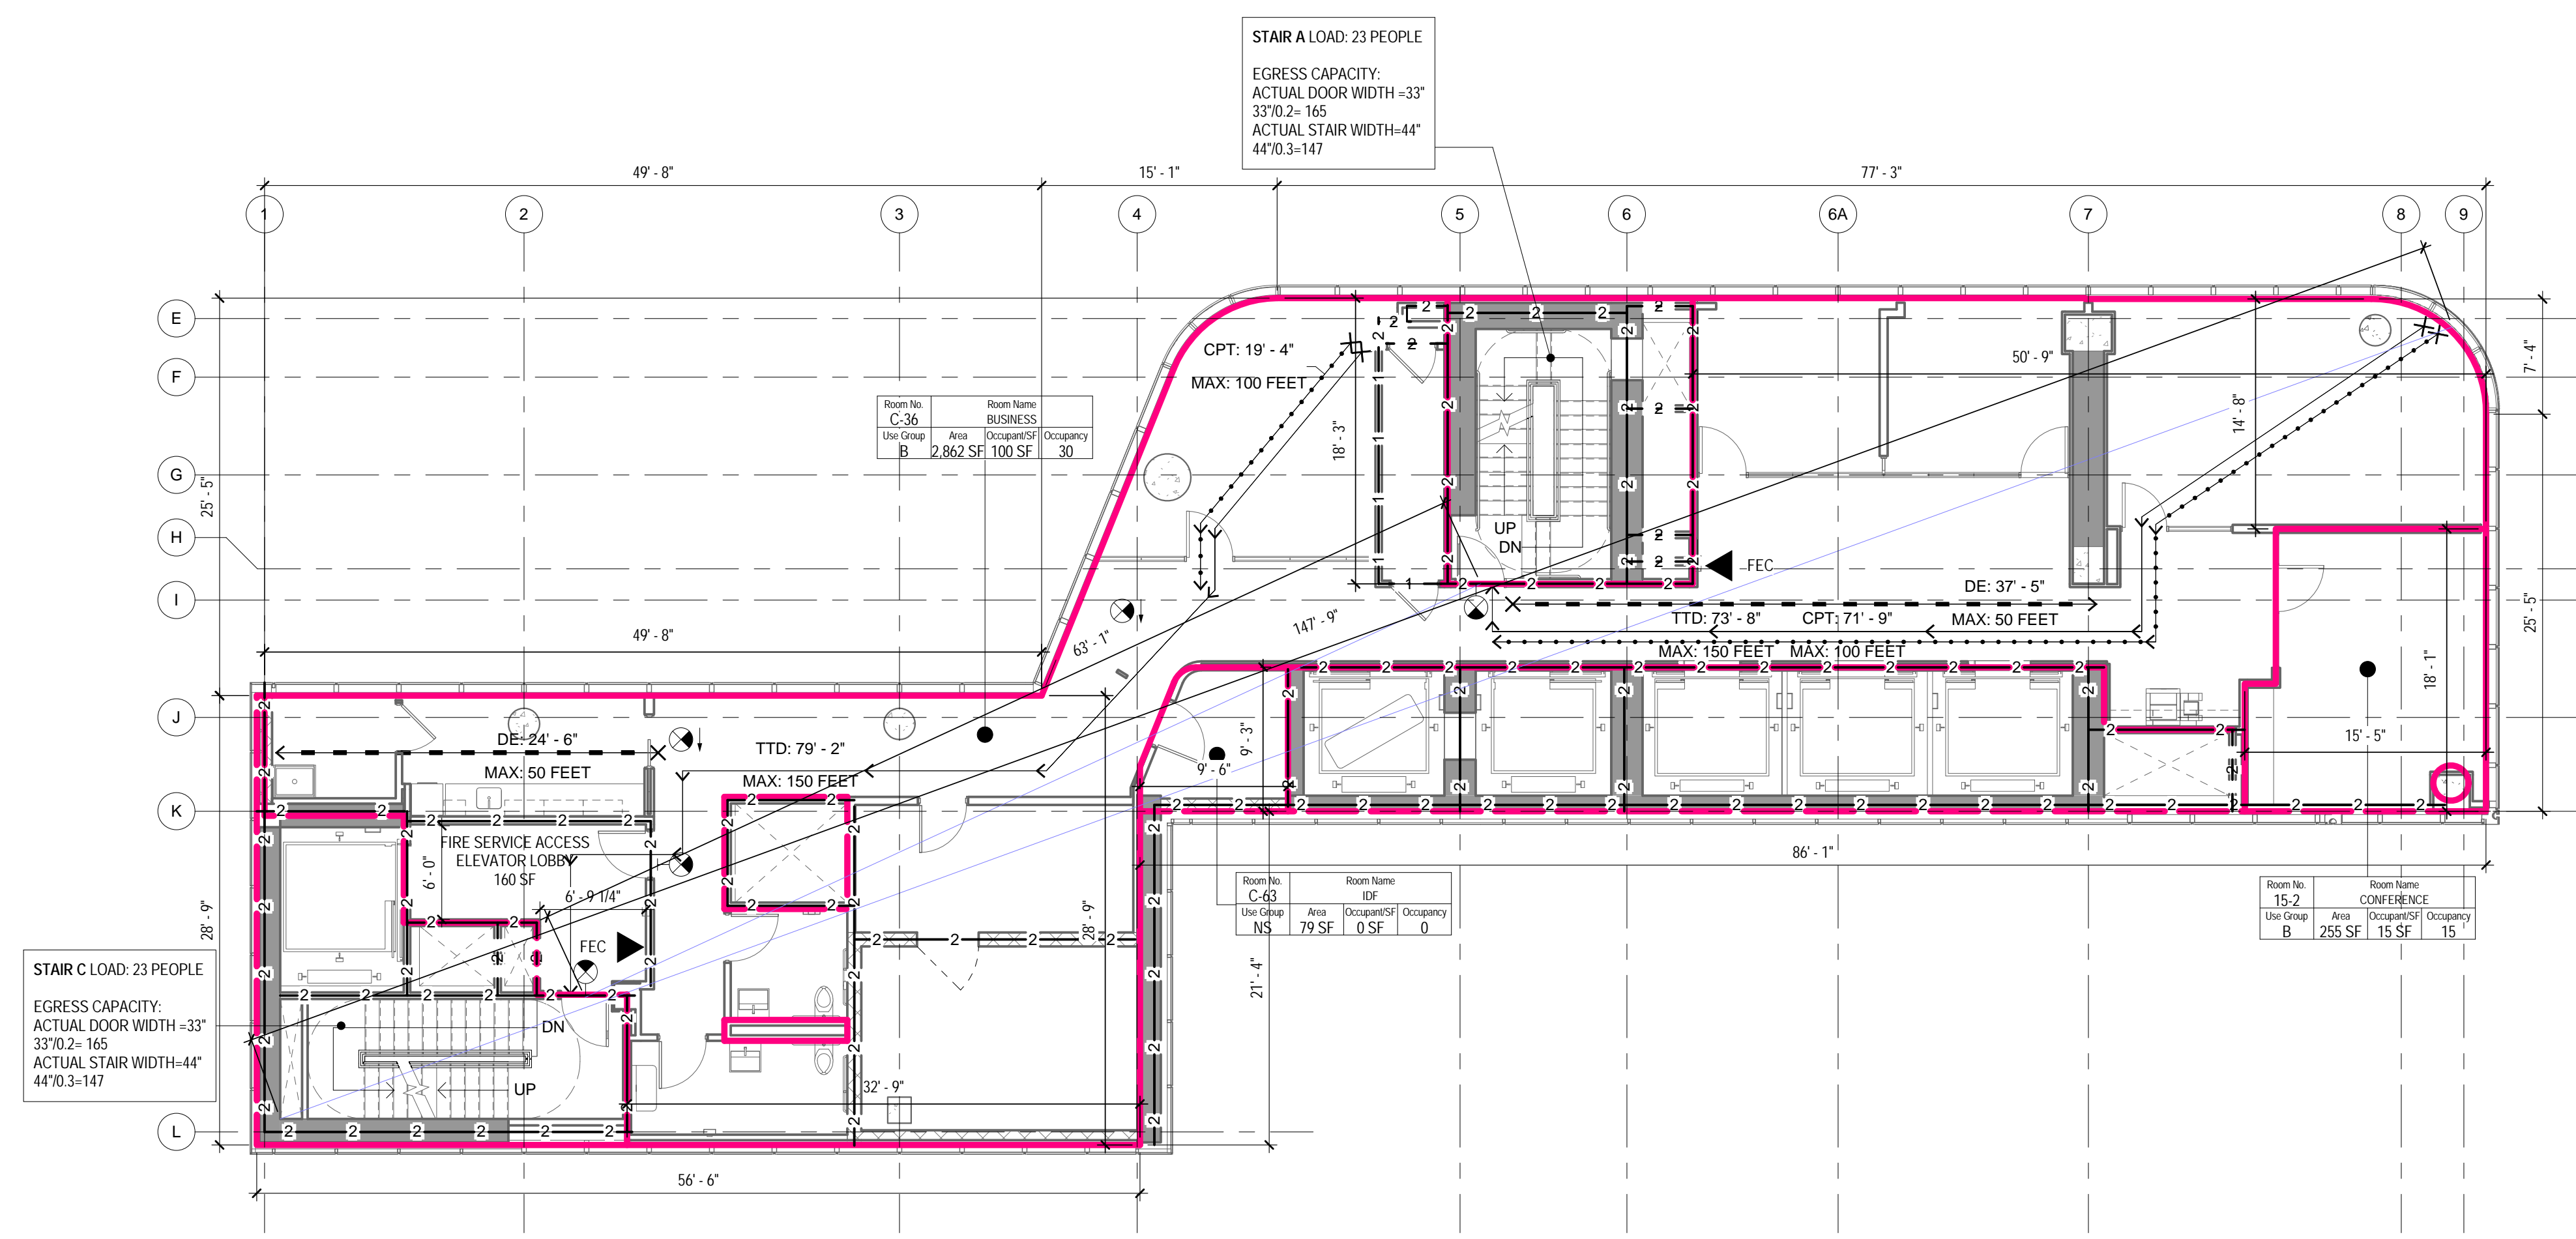 STAIR A LOAD: 23 PEOPLE
EGRESS CAPACITY:
ACTUAL DOOR WIDTH =33"
33"/0.2= 165
ACTUAL STAIR WIDTH=44"
44"/0.3=147
49' - 8"
15' - 1"
77' - 3"
1
2
3
4
5
6
6A
7
8
9
E
F
G
H
I
J
K
L
25' - 5"
28' - 9"
CPT: 19' - 4"
MAX: 100 FEET
18' - 3"
50' - 9"
14' - 8"
7' - 4"
25' - 5"
Room No.
C-36
Room Name
BUSINESS
Use Group
B
Area
2,862 SF
Occupant/SF
100 SF
Occupancy
30
UP
DN
FEC
DE: 37' - 5"
MAX: 50 FEET
TTD: 73' - 8"
MAX: 150 FEET
CPT: 71' - 9"
MAX: 100 FEET
49' - 8"
63' - 1"
147' - 9"
18' - 1"
15' - 5"
9' - 3"
9' - 6"
DE: 24' - 6"
MAX: 50 FEET
TTD: 79' - 2"
MAX: 150 FEET
FIRE SERVICE ACCESS
ELEVATOR LOBBY
160 SF
6' - 0"
6' - 9 1/4"
FEC
DN
UP
86' - 1"
28' - 9"
21' - 4"
32' - 9"
56' - 6"
Room No.
C-63
Room Name
IDF
Use Group
NS
Area
79 SF
Occupant/SF
0 SF
Occupancy
0
Room No.
15-2
Room Name
CONFERENCE
Use Group
B
Area
255 SF
Occupant/SF
15 SF
Occupancy
15
STAIR C LOAD: 23 PEOPLE
EGRESS CAPACITY:
ACTUAL DOOR WIDTH =33"
33"/0.2= 165
ACTUAL STAIR WIDTH=44"
44"/0.3=147